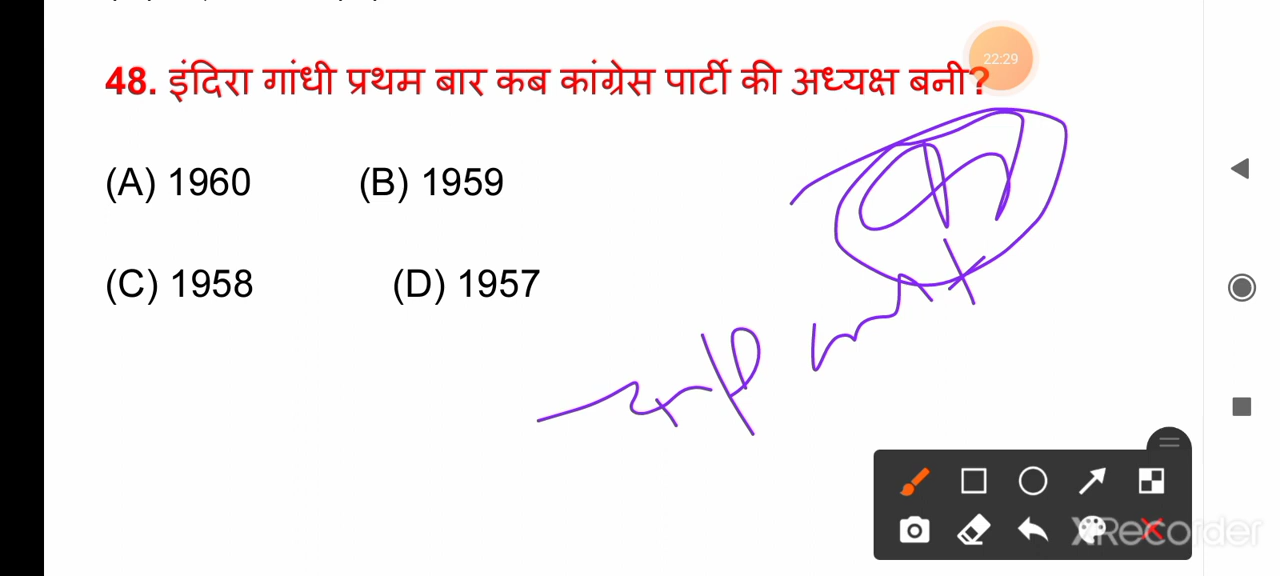 48. इंदिरा गांधी प्रथम बार कब कांग्रेस पार्टी की अध्यक्ष बनी?
22:29
(A) 1960 (B) 1959
(C) 1958 (D) 1957
XRecorder